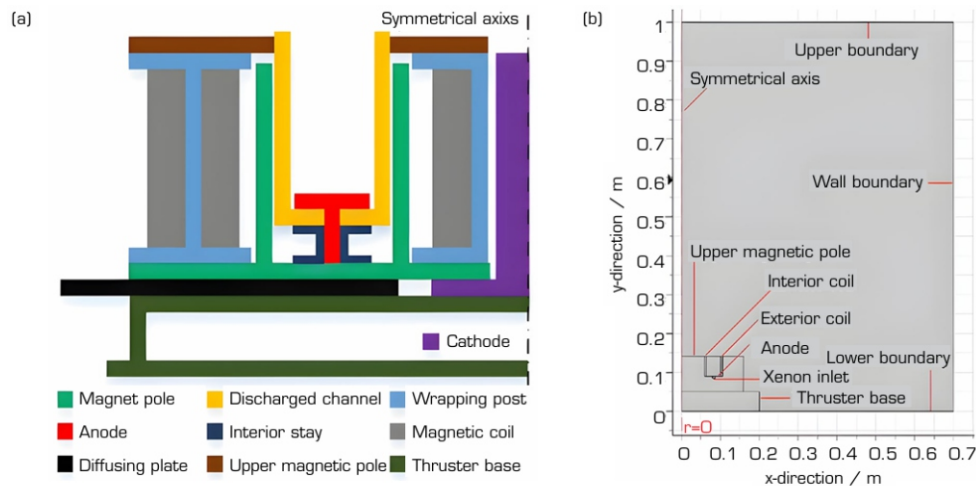 (a)
Symmetrical axixs
Cathode
Magnet pole
Discharged channel
Wrapping post
Anode
Interior stay
Magnetic coil
Diffusing plate
Upper magnetic pole
Thruster base
(b)
1
0.9
0.8
0.7
0.6
0.5
0.4
0.3
0.2
0.1
0
y-direction / m
Upper boundary
Symmetrical axis
Wall boundary
Upper magnetic pole
Interior coil
Exterior coil
Anode
Lower boundary
Xenon inlet
Thruster base
r=0
0 0.1 0.2 0.3 0.4 0.5 0.6 0.7
x-direction / m